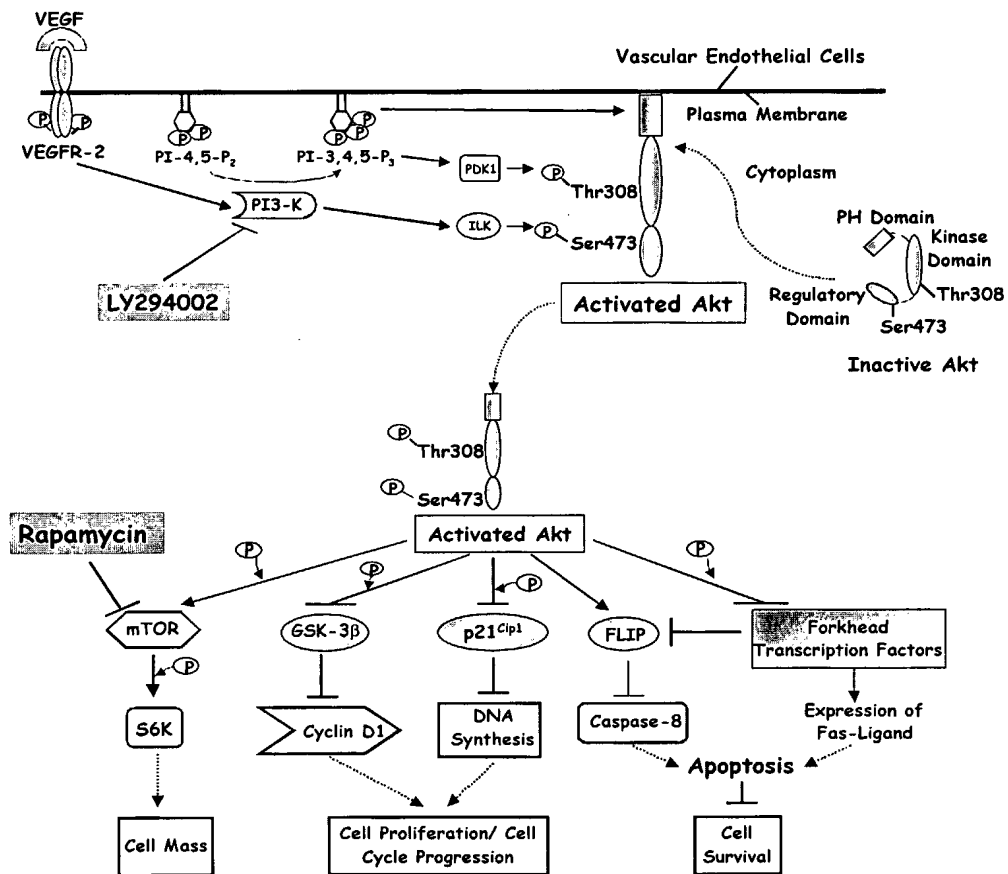 VEGF
Vascular Endothelial Cells
Plasma Membrane
P
P
P
P
P
P
P
VEGFR-2
PI-4,5-P2
PI-3,4,5-P3
PDK1
P
Thr308
Cytoplasm
PI3-K
ILK
P
Ser473
PH Domain
Kinase
Domain
Regulatory
Domain
Thr308
Ser473
LY294002
Activated Akt
Inactive Akt
P
Thr308
P
Ser473
Rapamycin
Activated Akt
P
P
P
P
mTOR
GSK-3β
p21Cip1
FLIP
Forkhead
Transcription Factors
P
S6K
Cyclin D1
DNA
Synthesis
Caspase-8
Expression of
Fas-Ligand
Apoptosis
Cell Mass
Cell Proliferation/ Cell
Cycle Progression
Cell
Survival